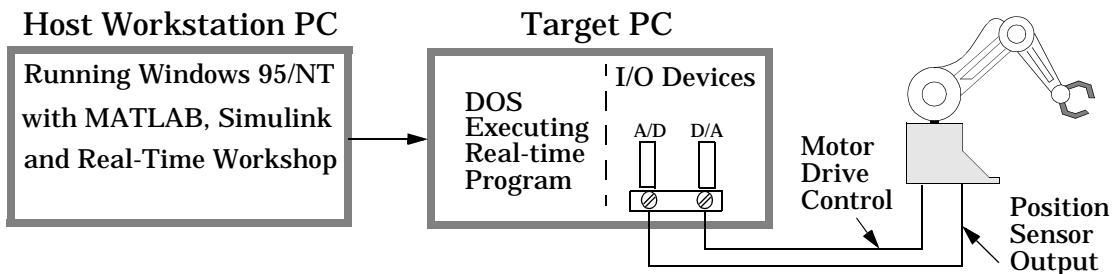 Host Workstation PC
Running Windows 95/NT
with MATLAB, Simulink
and Real-Time Workshop
Target PC
DOS
Executing
Real-time
Program
I/O Devices
A/D D/A
Motor
Drive
Control
Position
Sensor
Output